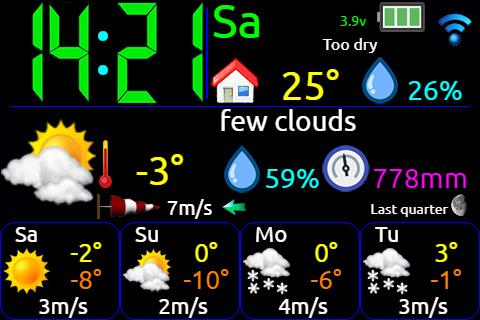 14:21
Sa
3.9v
Too dry
25°
26%
few clouds
-3°
59%
778mm
7m/s
Last quarter
Sa Su Mo Tu
-2° 0° 0° 3°
-8° -10° -6° -1°
3m/s 2m/s 4m/s 3m/s